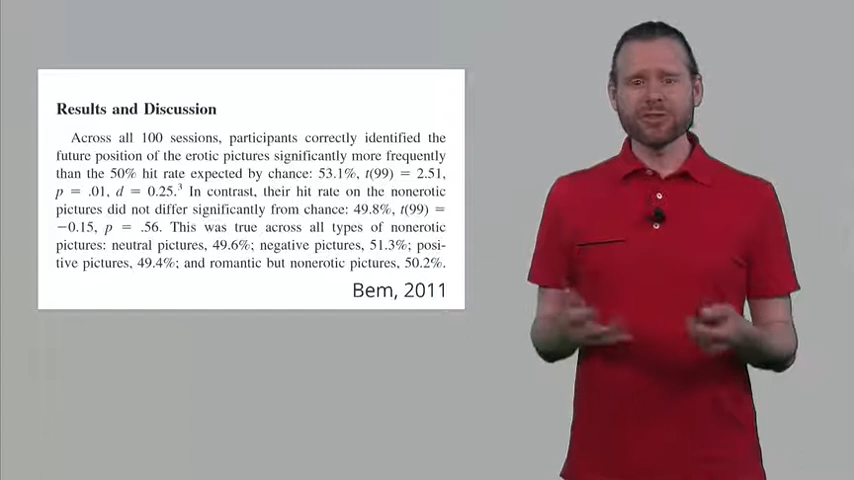 Results and Discussion
Across all 100 sessions, participants correctly identified the
future position of the erotic pictures significantly more frequently
than the 50% hit rate expected by chance: 53.1%, t(99) = 2.51,
p = .01, d = 0.25.³ In contrast, their hit rate on the nonerotic
pictures did not differ significantly from chance: 49.8%, t(99) =
−0.15, p = .56. This was true across all types of nonerotic
pictures: neutral pictures, 49.6%; negative pictures, 51.3%; posi-
tive pictures, 49.4%; and romantic but nonerotic pictures, 50.2%.
Bem, 2011